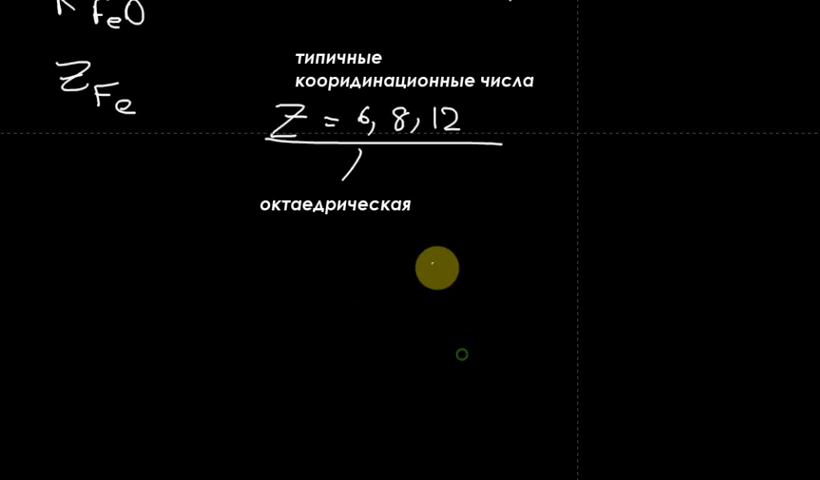 FeO
Z Fe
типичные
кооридинационные числа
Z = 6, 8, 12
октаедрическая